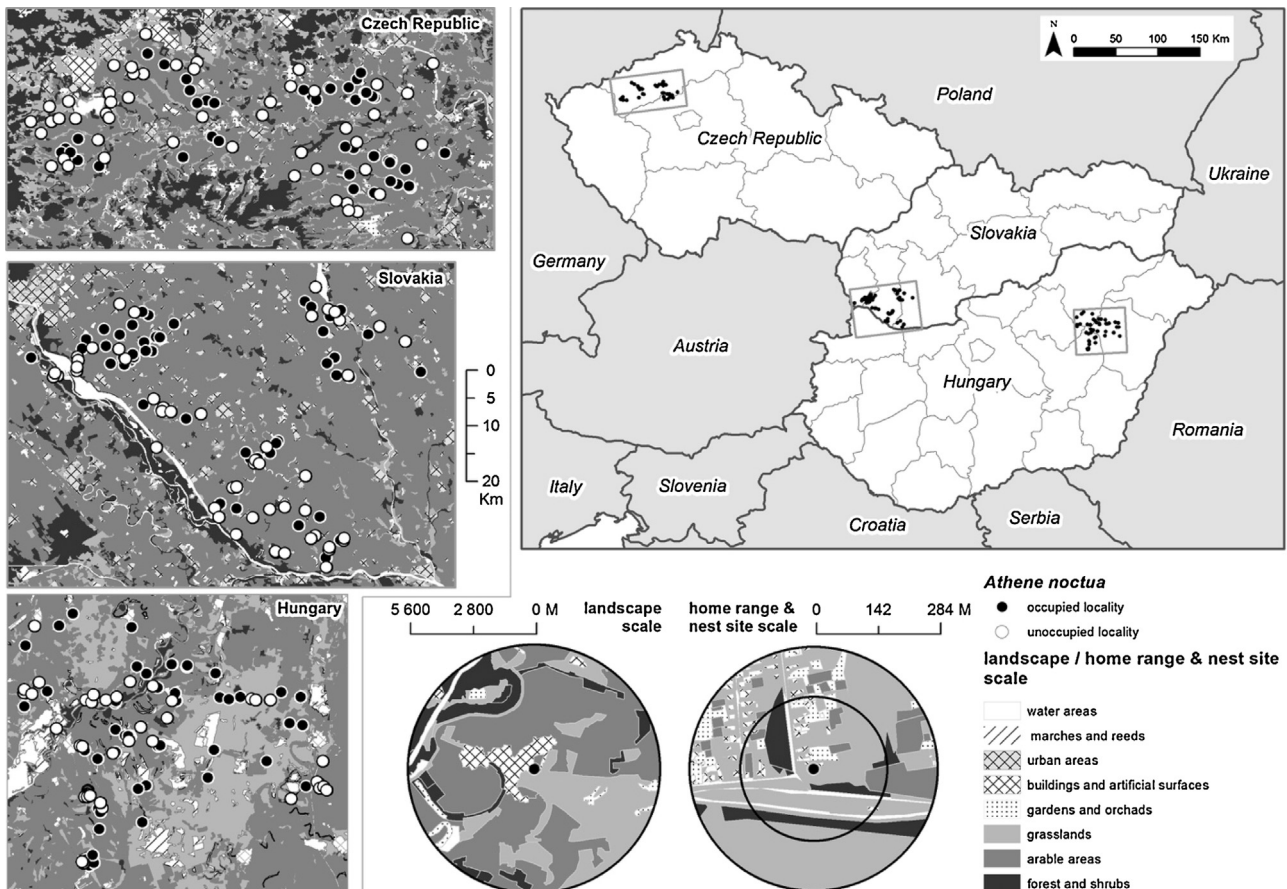 Czech Republic
Slovakia
0
5
10
20
Km
Hungary
N
0 50 100 150 Km
Poland
Czech Republic
Ukraine
Slovakia
Germany
Austria
Hungary
Romania
Italy
Slovenia
Croatia
Serbia
5 600 2 800 0 M
landscape
scale
home range &
nest site scale
0 142 284 M
Athene noctua
occupied locality
unoccupied locality
landscape / home range & nest site
scale
water areas
marches and reeds
urban areas
buildings and artificial surfaces
gardens and orchads
grasslands
arable areas
forest and shrubs